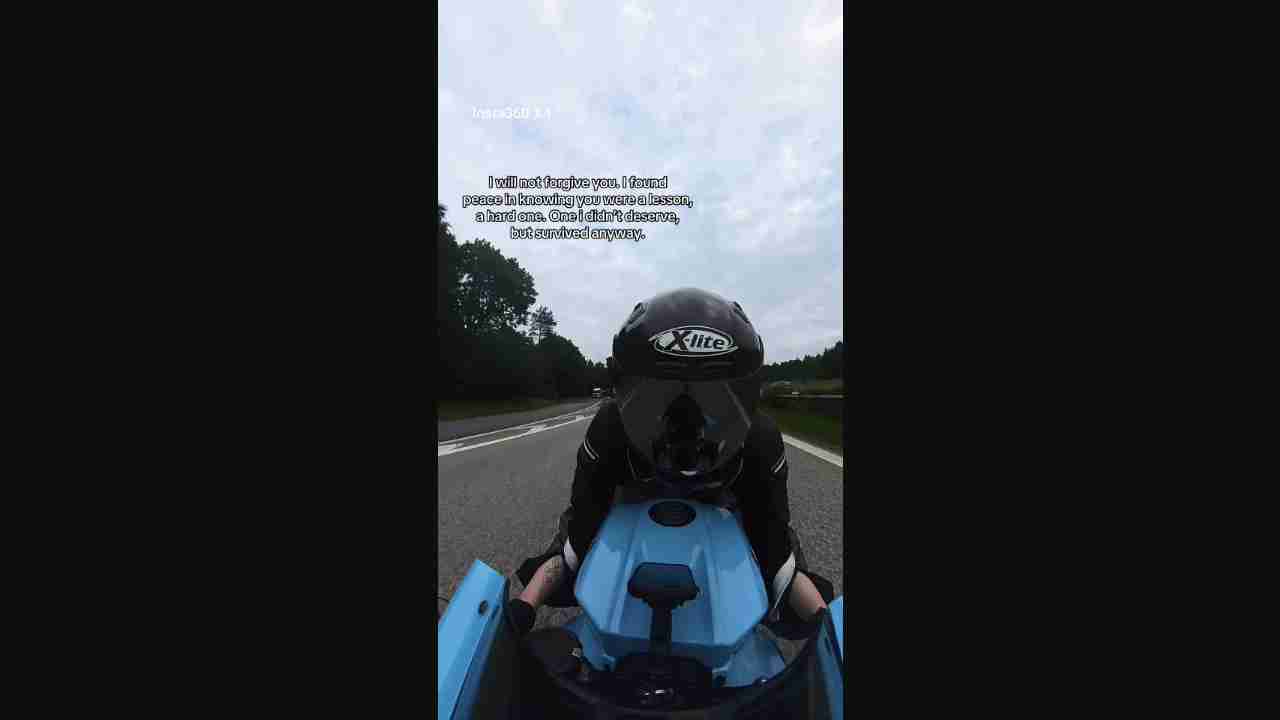 Insta360 X4
I will not forgive you. I found
peace in knowing you were a lesson,
a hard one. One i didn't deserve,
but survived anyway.
X-lite